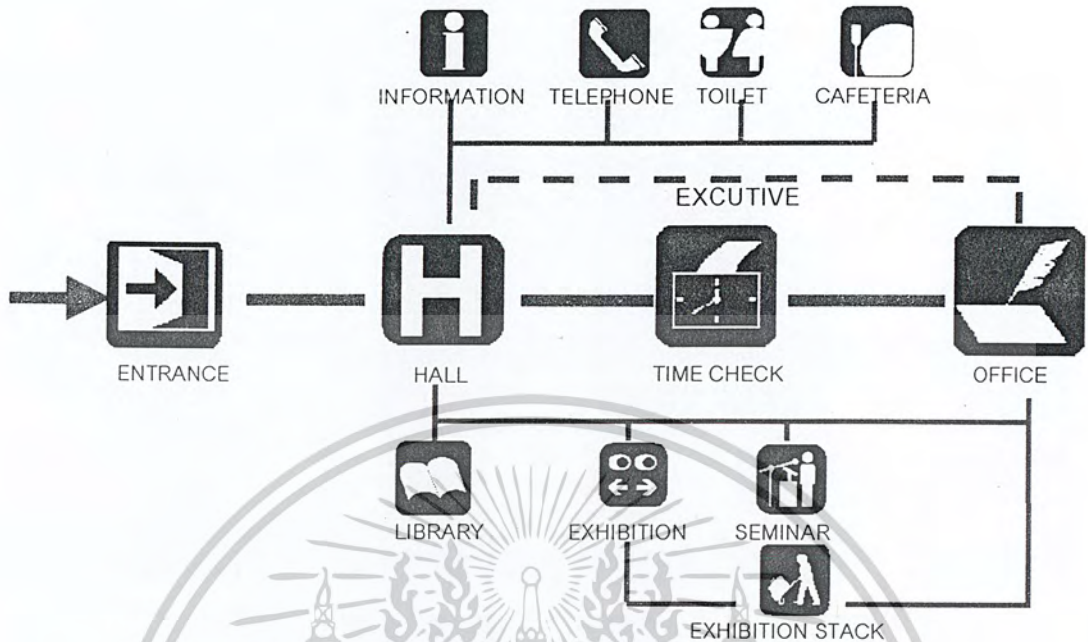 INFORMATION TELEPHONE TOILET CAFETERIA
EXCUTIVE
H
ENTRANCE HALL TIME CHECK OFFICE
LIBRARY EXHIBITION SEMINAR
EXHIBITION STACK